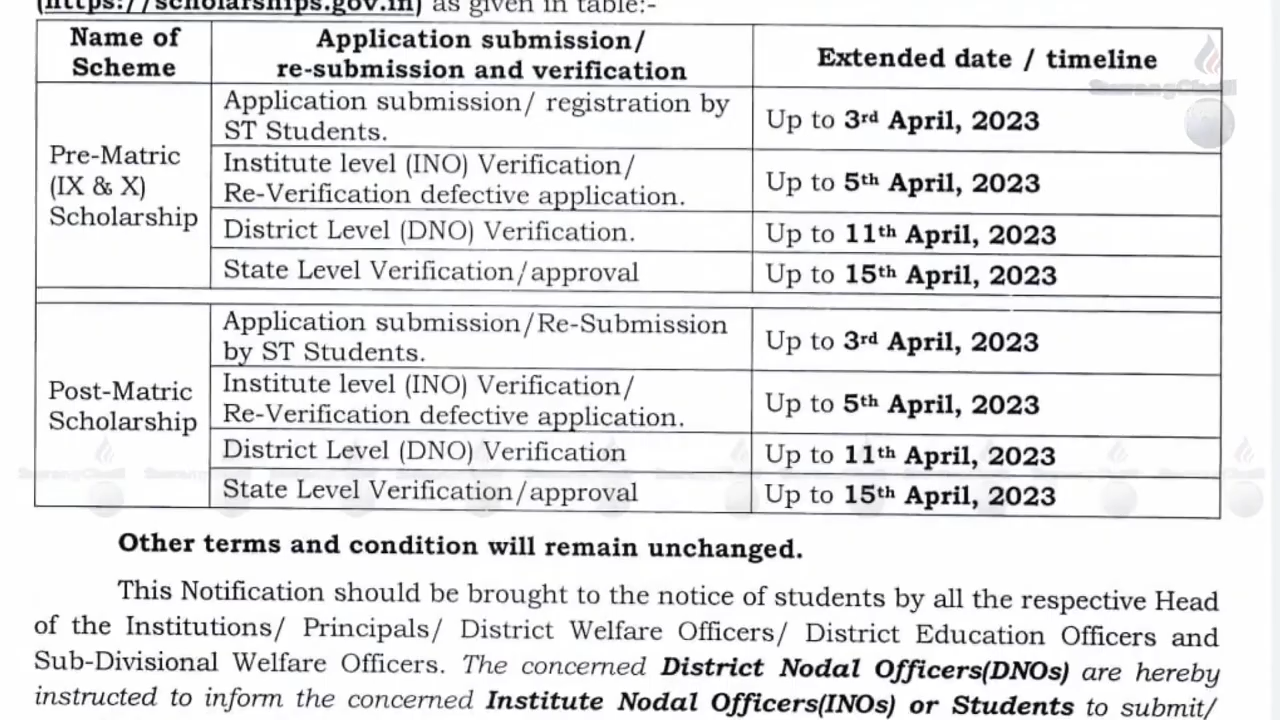 (https://scholarships.gov.in) as given in table:-
Name of Scheme | Application submission/ re-submission and verification | Extended date / timeline
Pre-Matric (IX & X) Scholarship
Application submission/ registration by ST Students. | Up to 3rd April, 2023
Institute level (INO) Verification/ Re-Verification defective application. | Up to 5th April, 2023
District Level (DNO) Verification. | Up to 11th April, 2023
State Level Verification/approval | Up to 15th April, 2023
Post-Matric Scholarship
Application submission/Re-Submission by ST Students. | Up to 3rd April, 2023
Institute level (INO) Verification/ Re-Verification defective application. | Up to 5th April, 2023
District Level (DNO) Verification | Up to 11th April, 2023
State Level Verification/approval | Up to 15th April, 2023
Other terms and condition will remain unchanged.
This Notification should be brought to the notice of students by all the respective Head
of the Institutions/ Principals/ District Welfare Officers/ District Education Officers and
Sub-Divisional Welfare Officers. The concerned District Nodal Officers(DNOs) are hereby
instructed to inform the concerned Institute Nodal Officers(INOs) or Students to submit/